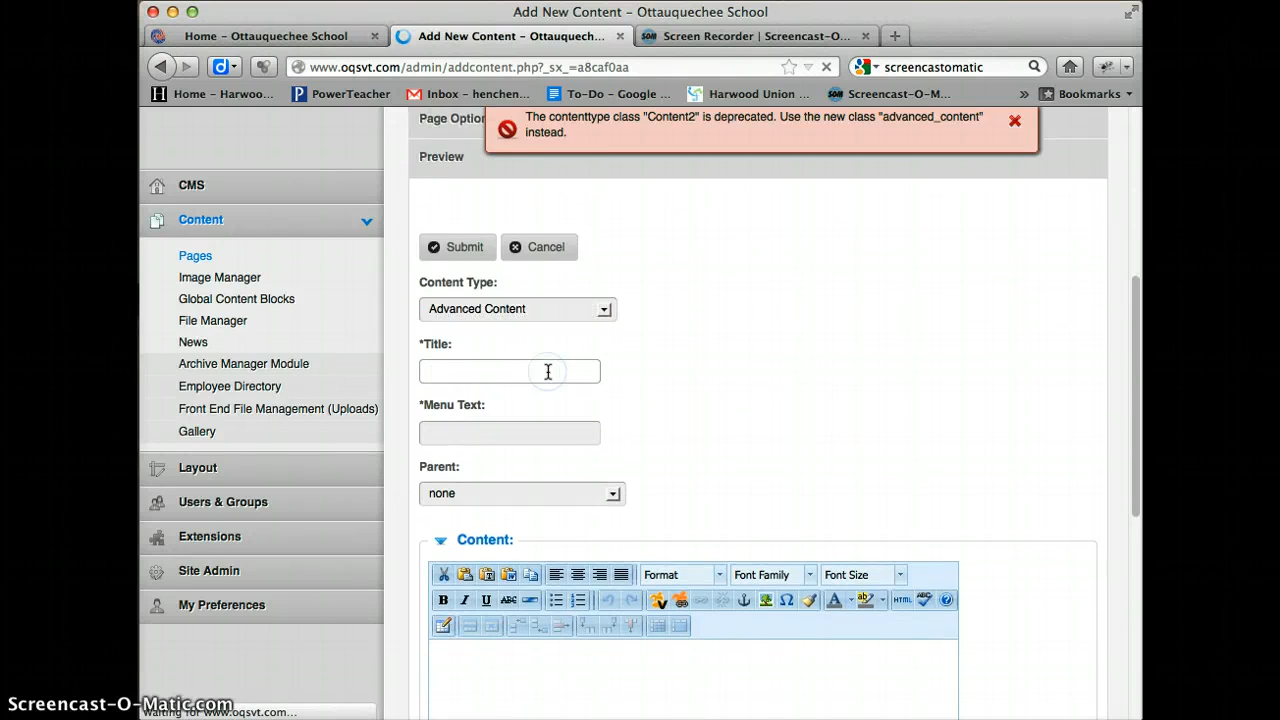 Add New Content – Ottauquechee School
Home – Ottauquechee School
Add New Content – Ottauquech...
Screen Recorder | Screencast-O...
www.oqsvt.com/admin/addcontent.php?_sx_=a8caf0aa
screencastomatic
Home – Harwoo...
PowerTeacher
Inbox – henchen...
To-Do – Google ...
Harwood Union ...
Screencast-O-M...
»
Bookmarks
Page Option
The contenttype class "Content2" is deprecated. Use the new class "advanced_content" instead.
Preview
CMS
Content
Pages
Image Manager
Global Content Blocks
File Manager
News
Archive Manager Module
Employee Directory
Front End File Management (Uploads)
Gallery
Layout
Users & Groups
Extensions
Site Admin
My Preferences
Submit
Cancel
Content Type:
Advanced Content
*Title:
*Menu Text:
Parent:
none
Content:
Format
Font Family
Font Size
B I U ABC
A ab HTML ABC
Screencast-O-Matic.com
Waiting for www.oqsvt.com...